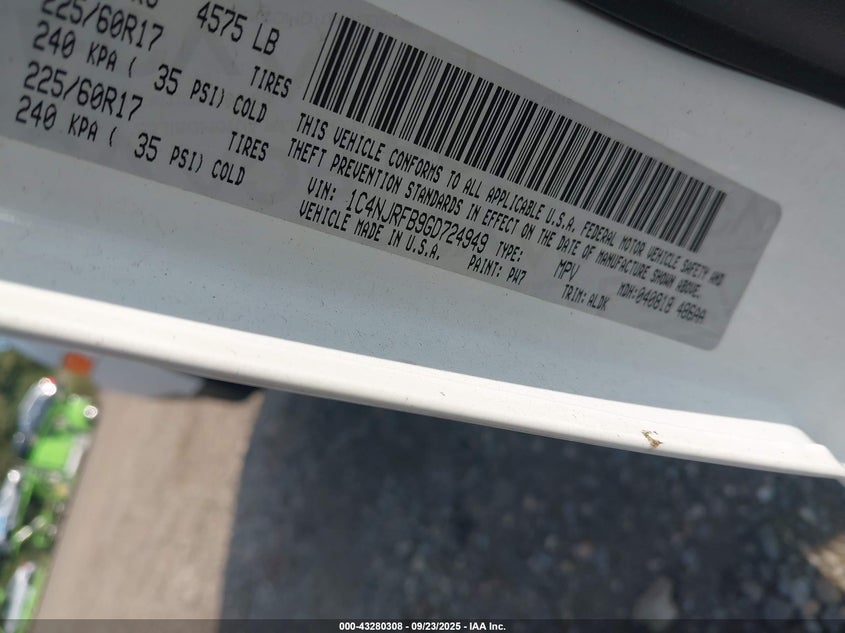 4575 LB
225/60R17 TIRES
240 KPA ( 35 PSI) COLD
225/60R17 TIRES
240 KPA ( 35 PSI) COLD
THIS VEHICLE CONFORMS TO ALL APPLICABLE U.S.A. FEDERAL MOTOR VEHICLE SAFETY AND
THEFT PREVENTION STANDARDS IN EFFECT ON THE DATE OF MANUFACTURE SHOWN ABOVE.
VIN: 1C4NJRFB9GD724949 TYPE: MPV MDH:040818 486AA
VEHICLE MADE IN U.S.A. PAINT: PW7 TRIM: ALDK
000-43280308 - 09/23/2025 - IAA Inc.